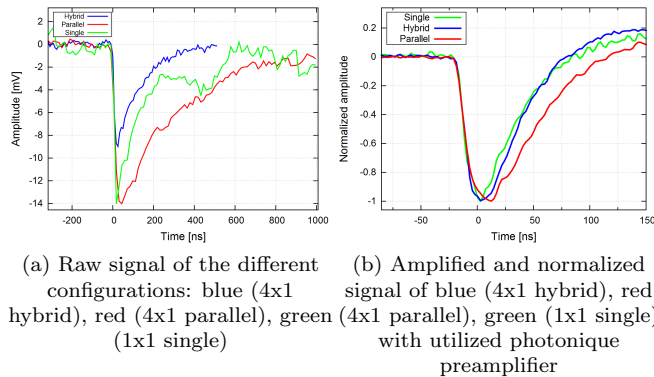 Hybrid
Parallel
Single
0
-2
-4
-6
-8
-10
-12
-14
Amplitude [mV]
-200 0 200 400 600 800 1000
Time [ns]
Single
Hybrid
Parallel
0.2
0
-0.2
-0.4
-0.6
-0.8
-1
Normalized amplitude
-50 0 50 100 150
Time [ns]
(a) Raw signal of the different
configurations: blue (4x1
hybrid), red (4x1 parallel), green
(1x1 single)
(b) Amplified and normalized
signal of blue (4x1 hybrid), red
(4x1 parallel), green (1x1 single)
with utilized photonique
preamplifier